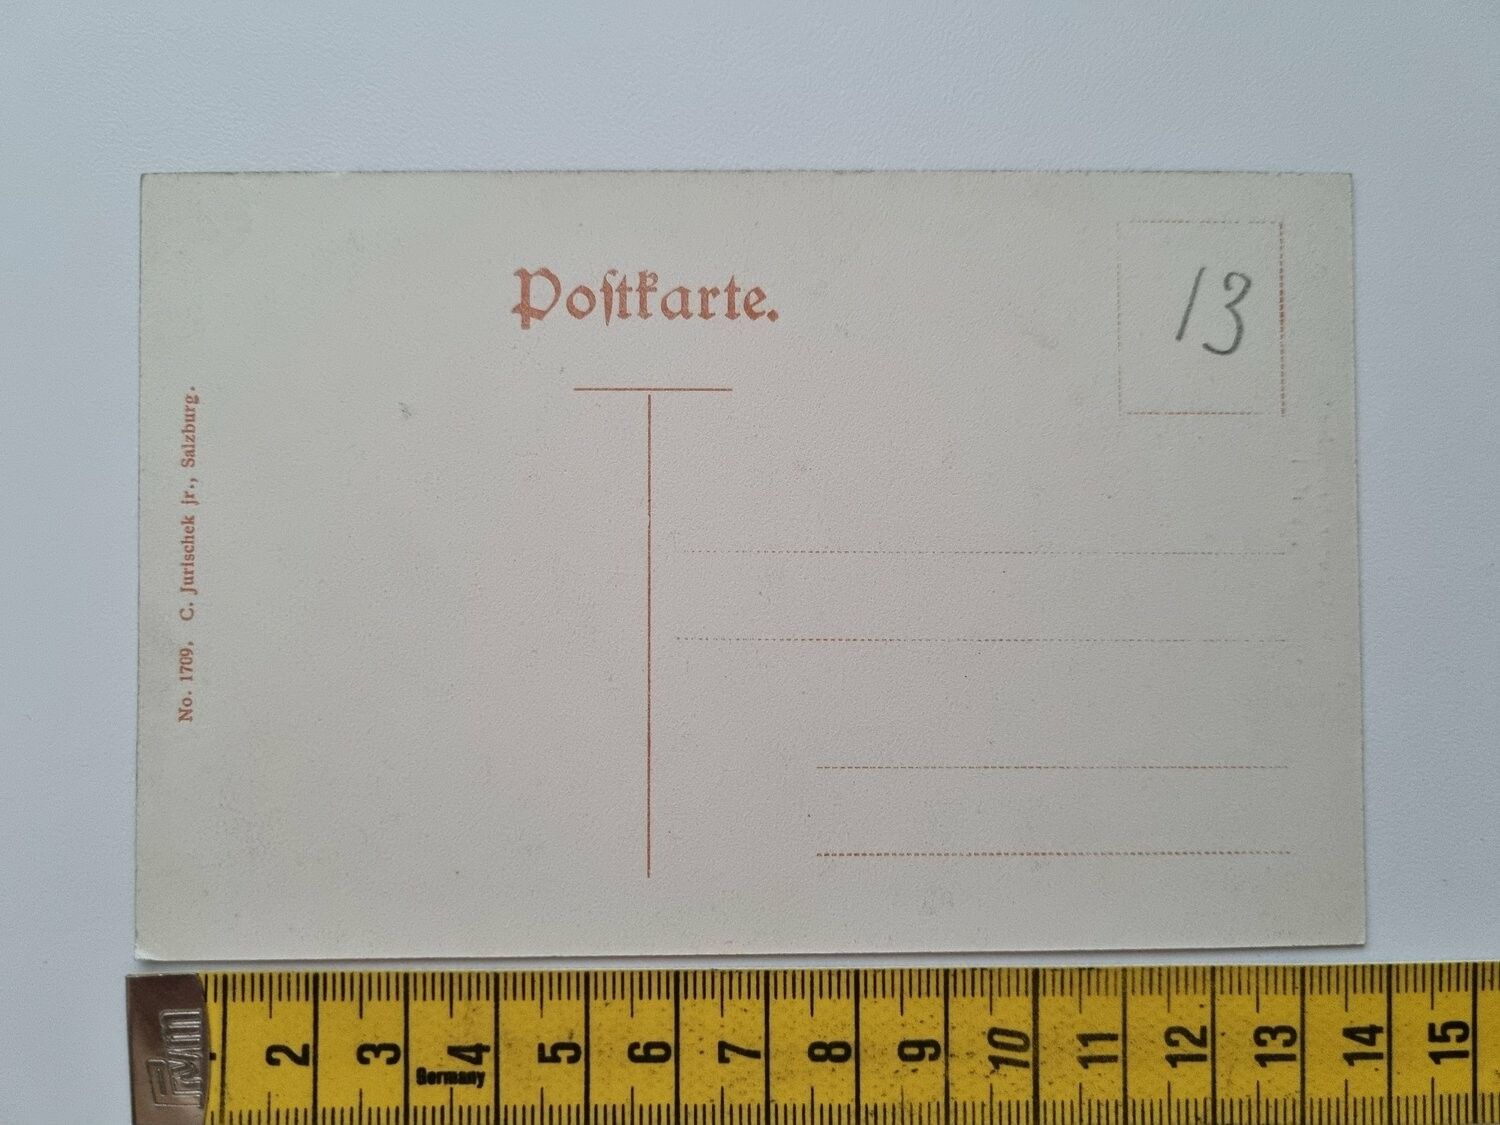 Poſtkarte.
13
No. 1709. C. Jurischek jr., Salzburg.
2 3 4 5 6 7 8 9 10 11 12 13 14 15
Germany
Prym